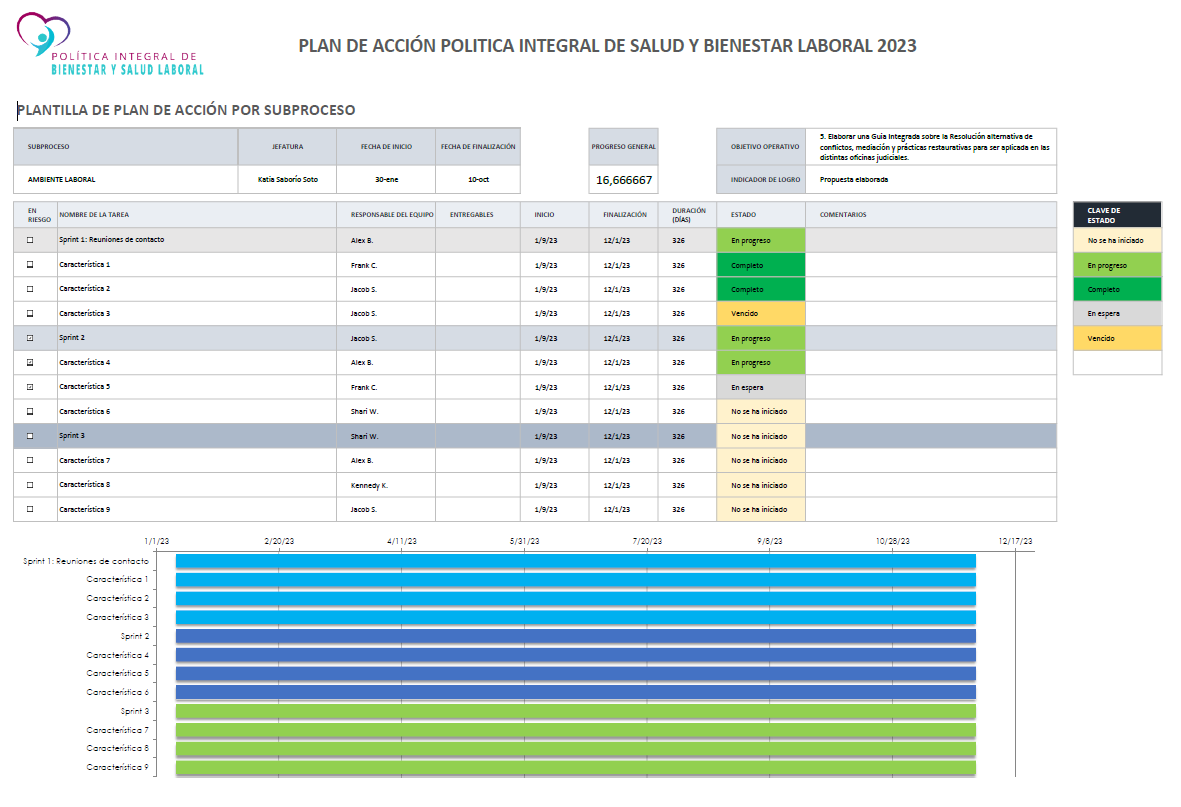 POLÍTICA INTEGRAL DE
BIENESTAR Y SALUD LABORAL
PLAN DE ACCIÓN POLITICA INTEGRAL DE SALUD Y BIENESTAR LABORAL 2023
PLANTILLA DE PLAN DE ACCIÓN POR SUBPROCESO
SUBPROCESO JEFATURA FECHA DE INICIO FECHA DE FINALIZACIÓN PROGRESO GENERAL OBJETIVO OPERATIVO
5. Elaborar una Guia Integrada sobre la Resolución alternativa de
conflictos, mediación y prácticas restaurativas para ser aplicada en las
distintas oficinas judiciales.
AMBIENTE LABORAL Katia Saborío Soto 30-ene 10-oct 16,666667 INDICADOR DE LOGRO Propuesta elaborada
EN RIESGO NOMBRE DE LA TAREA RESPONSABLE DEL EQUIPO ENTREGABLES INICIO FINALIZACIÓN DURACIÓN (DÍAS) ESTADO COMENTARIOS
Sprint 1: Reuniones de contacto Alex B. 1/9/23 12/1/23 326 En progreso
Característica 1 Frank C. 1/9/23 12/1/23 326 Completo
Característica 2 Jacob S. 1/9/23 12/1/23 326 Completo
Característica 3 Jacob S. 1/9/23 12/1/23 326 Vencido
Sprint 2 Jacob S. 1/9/23 12/1/23 326 En progreso
Característica 4 Alex B. 1/9/23 12/1/23 326 En progreso
Característica 5 Frank C. 1/9/23 12/1/23 326 En espera
Característica 6 Shari W. 1/9/23 12/1/23 326 No se ha iniciado
Sprint 3 Shari W. 1/9/23 12/1/23 326 No se ha iniciado
Característica 7 Alex B. 1/9/23 12/1/23 326 No se ha iniciado
Característica 8 Kennedy K. 1/9/23 12/1/23 326 No se ha iniciado
Característica 9 Jacob S. 1/9/23 12/1/23 326 No se ha iniciado
CLAVE DE
ESTADO
No se ha iniciado
En progreso
Completo
En espera
Vencido
1/1/23 2/20/23 4/11/23 5/31/23 7/20/23 9/8/23 10/28/23 12/17/23
Sprint 1: Reuniones de contacto
Característica 1
Característica 2
Característica 3
Sprint 2
Característica 4
Característica 5
Característica 6
Sprint 3
Característica 7
Característica 8
Característica 9